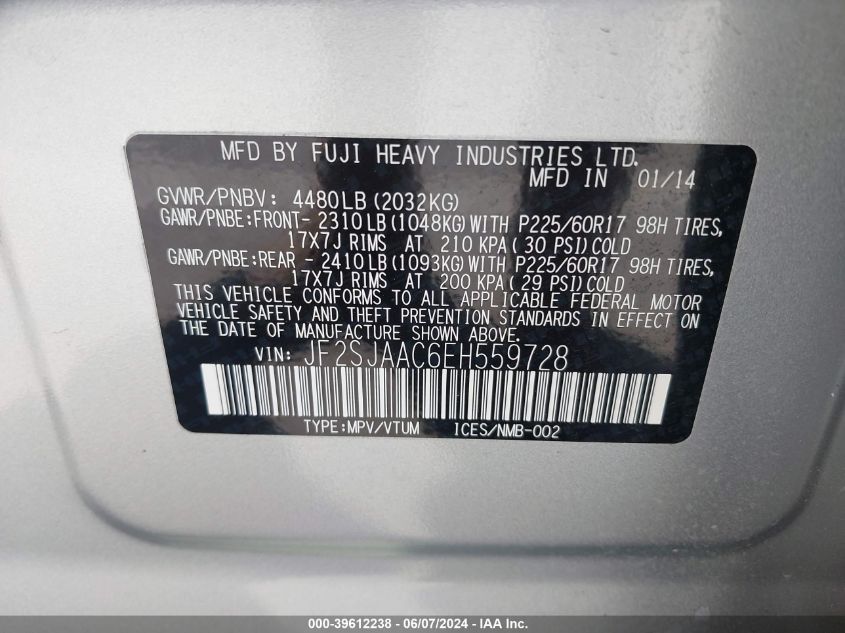 MFD BY FUJI HEAVY INDUSTRIES LTD.
MFD IN 01/14
GVWR/PNBV: 4480LB(2032KG)
GAWR/PNBE:FRONT- 2310LB(1048KG)WITH P225/60R17 98H TIRES,
17X7J RIMS AT 210 KPA(30 PSI)COLD
GAWR/PNBE:REAR - 2410LB(1093KG)WITH P225/60R17 98H TIRES,
17X7J RIMS AT 200 KPA(29 PSI)COLD
THIS VEHICLE CONFORMS TO ALL APPLICABLE FEDERAL MOTOR
VEHICLE SAFETY AND THEFT PREVENTION STANDARDS IN EFFECT ON
THE DATE OF MANUFACTURE SHOWN ABOVE.
VIN: JF2SJAAC6EH559728
TYPE:MPV/VTUM ICES/NMB-002
000-39612238 - 06/07/2024 - © IAA, Inc.